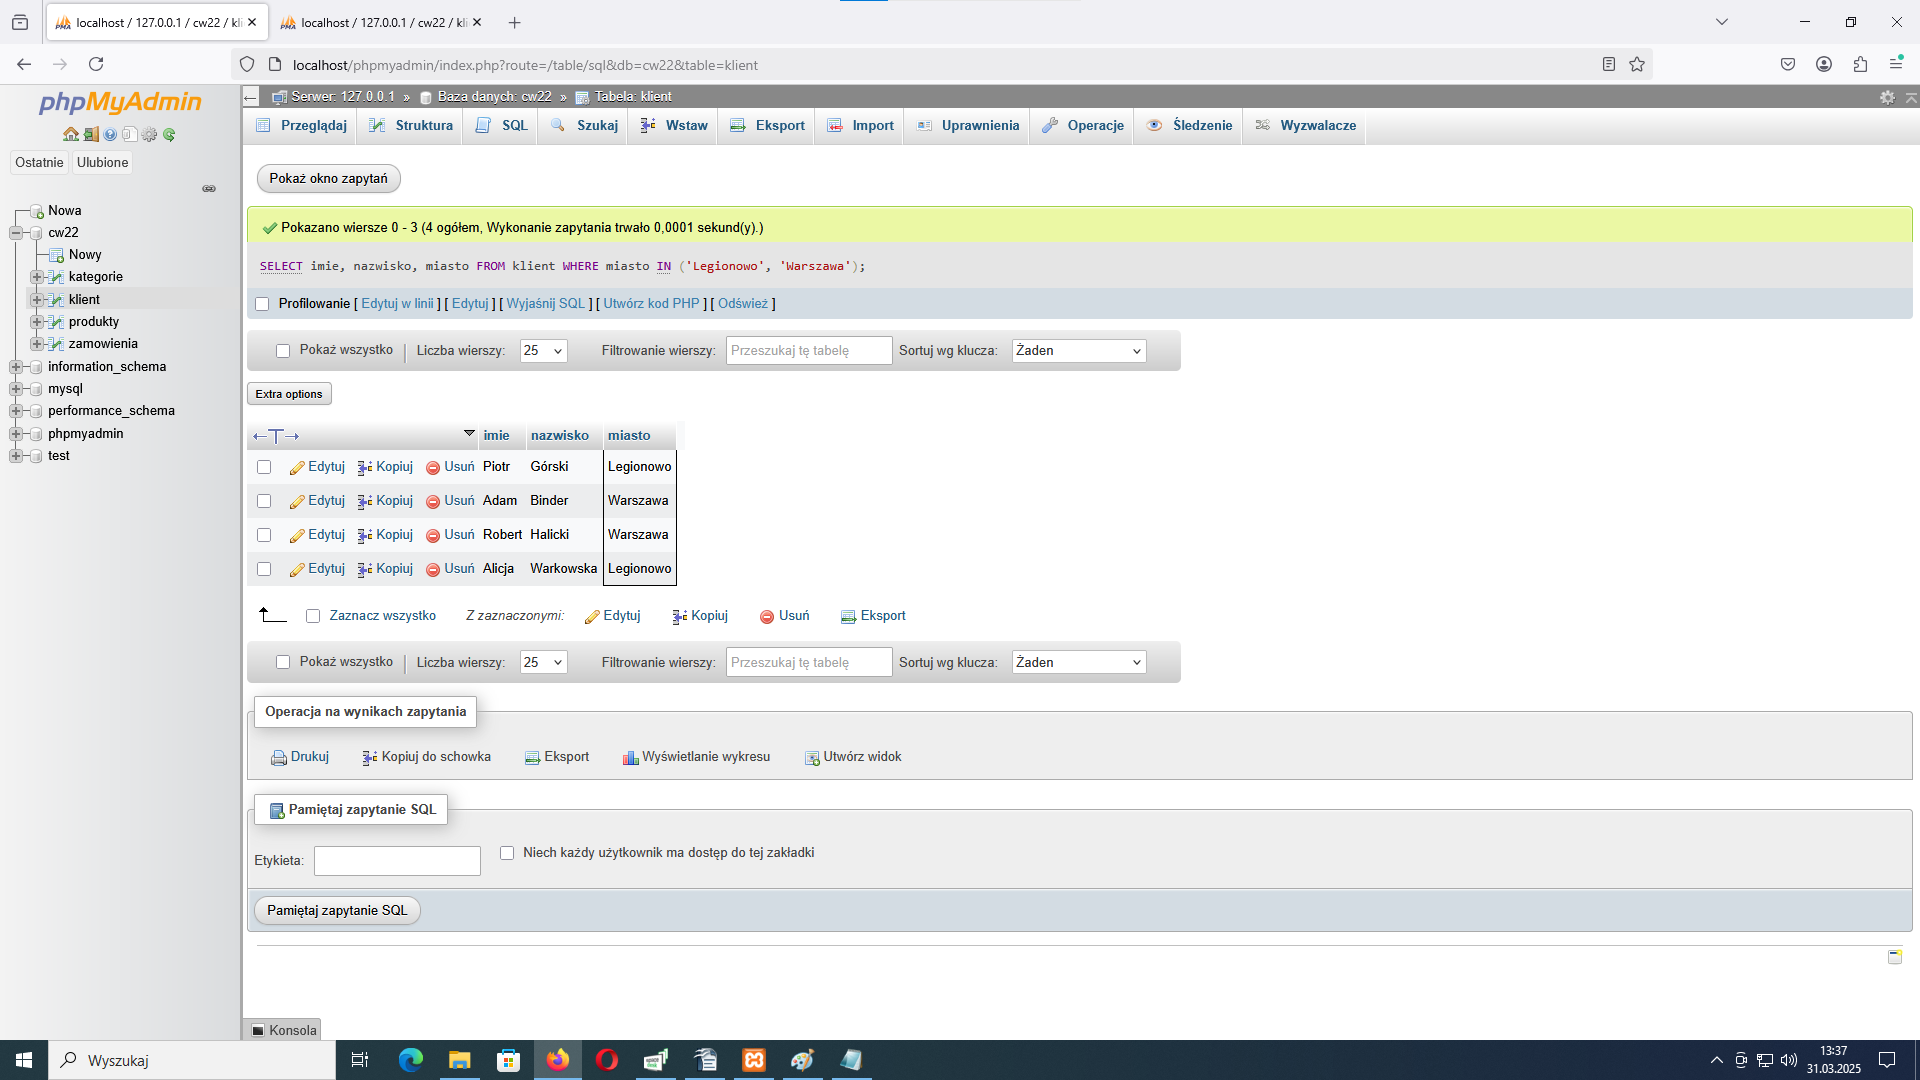 localhost / 127.0.0.1 / cw22 / kli
localhost / 127.0.0.1 / cw22 / kli
localhost/phpmyadmin/index.php?route=/table/sql&db=cw22&table=klient
phpMyAdmin
Ostatnie Ulubione
Nowa
cw22
Nowy
kategorie
klient
produkty
zamowienia
information_schema
mysql
performance_schema
phpmyadmin
test
Serwer: 127.0.0.1 » Baza danych: cw22 » Tabela: klient
Przeglądaj Struktura SQL Szukaj Wstaw Eksport Import Uprawnienia Operacje Śledzenie Wyzwalacze
Pokaż okno zapytań
Pokazano wiersze 0 - 3 (4 ogółem, Wykonanie zapytania trwało 0,0001 sekund(y).)
SELECT imie, nazwisko, miasto FROM klient WHERE miasto IN ('Legionowo', 'Warszawa');
Profilowanie [ Edytuj w linii ] [ Edytuj ] [ Wyjaśnij SQL ] [ Utwórz kod PHP ] [ Odśwież ]
Pokaż wszystko | Liczba wierszy: 25 Filtrowanie wierszy: Przeszukaj tę tabelę Sortuj wg klucza: Żaden
Extra options
←T→ imie nazwisko miasto
Edytuj Kopiuj Usuń Piotr Górski Legionowo
Edytuj Kopiuj Usuń Adam Binder Warszawa
Edytuj Kopiuj Usuń Robert Halicki Warszawa
Edytuj Kopiuj Usuń Alicja Warkowska Legionowo
Zaznacz wszystko Z zaznaczonymi: Edytuj Kopiuj Usuń Eksport
Pokaż wszystko | Liczba wierszy: 25 Filtrowanie wierszy: Przeszukaj tę tabelę Sortuj wg klucza: Żaden
Operacja na wynikach zapytania
Drukuj Kopiuj do schowka Eksport Wyświetlanie wykresu Utwórz widok
Pamiętaj zapytanie SQL
Etykieta: Niech każdy użytkownik ma dostęp do tej zakładki
Pamiętaj zapytanie SQL
Konsola
Wyszukaj
13:37
31.03.2025